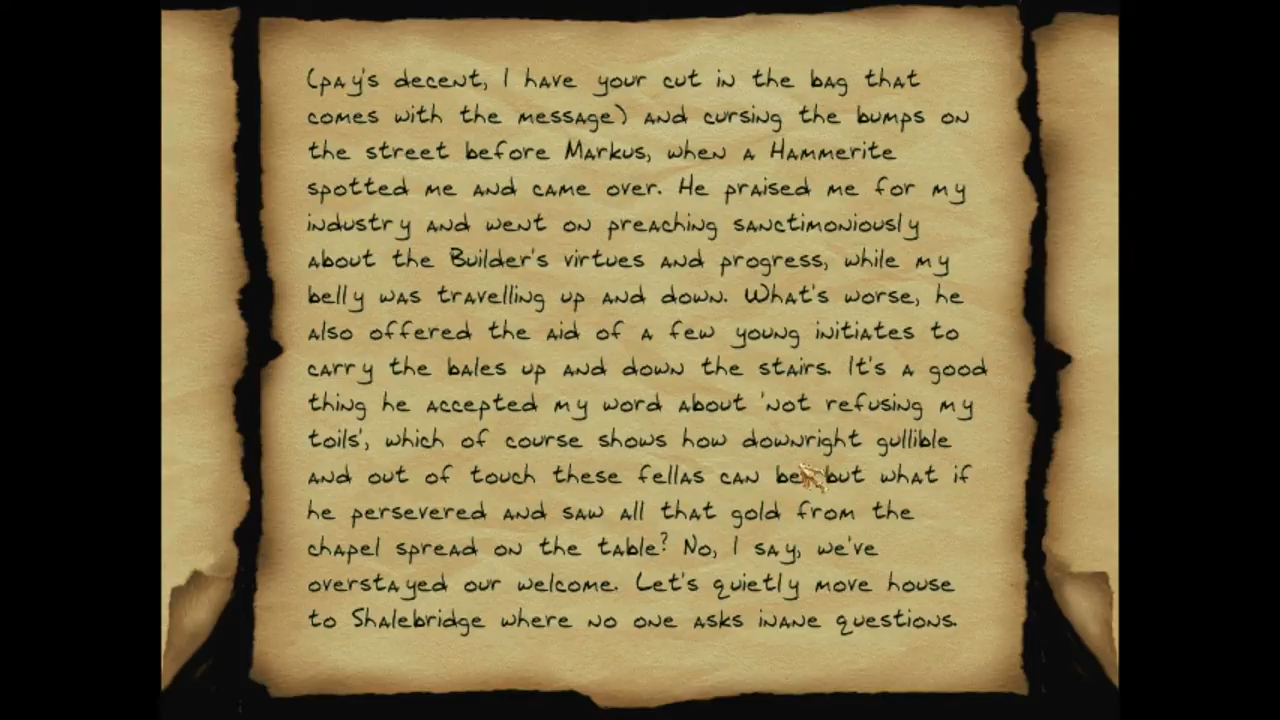 (pay's decent, I have your cut in the bag that
comes with the message) and cursing the bumps on
the street before Markus, when a Hammerite
spotted me and came over. He praised me for my
industry and went on preaching sanctimoniously
about the Builder's virtues and progress, while my
belly was travelling up and down. What's worse, he
also offered the aid of a few young initiates to
carry the bales up and down the stairs. It's a good
thing he accepted my word about 'not refusing my
toils', which of course shows how downright gullible
and out of touch these fellas can be, but what if
he persevered and saw all that gold from the
chapel spread on the table? No, I say, we've
overstayed our welcome. Let's quietly move house
to Shalebridge where no one asks inane questions.